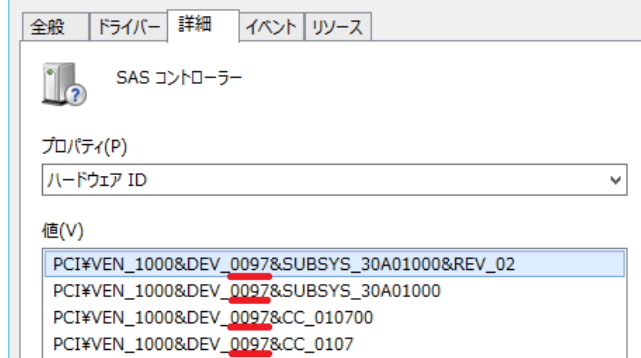 全般 ドライバー 詳細 イベント リソース
SAS コントローラー
プロパティ(P)
ハードウェア ID
値(V)
PCI¥VEN_1000&DEV_0097&SUBSYS_30A01000&REV_02
PCI¥VEN_1000&DEV_0097&SUBSYS_30A01000
PCI¥VEN_1000&DEV_0097&CC_010700
PCI¥VEN_1000&DEV_0097&CC_0107